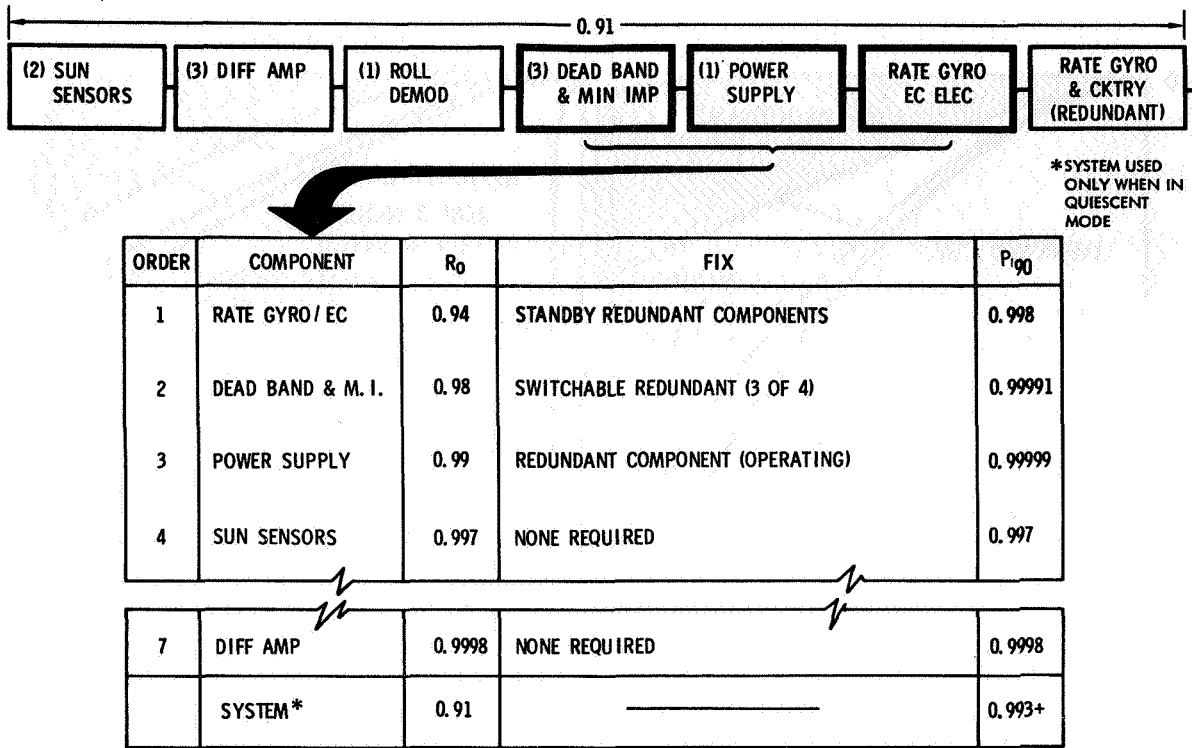 0.91
(2) SUN SENSORS
(3) DIFF AMP
(1) ROLL DEMOD
(3) DEAD BAND & MIN IMP
(1) POWER SUPPLY
RATE GYRO EC ELEC
RATE GYRO & CKTRY (REDUNDANT)
*SYSTEM USED
ONLY WHEN IN
QUIESCENT
MODE
ORDER COMPONENT R0 FIX Pi90
1 RATE GYRO/EC 0.94 STANDBY REDUNDANT COMPONENTS 0.998
2 DEAD BAND & M.I. 0.98 SWITCHABLE REDUNDANT (3 OF 4) 0.99991
3 POWER SUPPLY 0.99 REDUNDANT COMPONENT (OPERATING) 0.99999
4 SUN SENSORS 0.997 NONE REQUIRED 0.997
7 DIFF AMP 0.9998 NONE REQUIRED 0.9998
SYSTEM* 0.91 0.993+